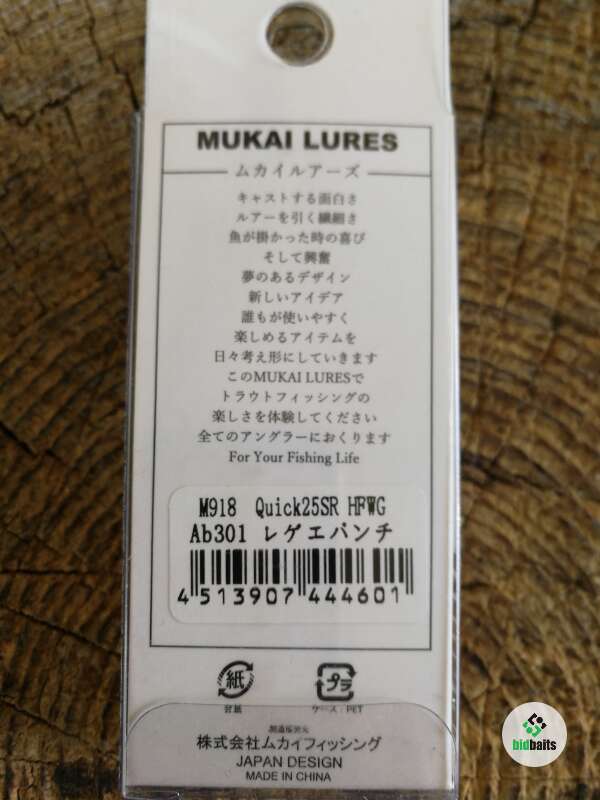 MUKAI LURES
ムカイルアーズ
キャストする面白さ
ルアーを引く繊細さ
魚が掛かった時の喜び
そして興奮
夢のあるデザイン
新しいアイデア
誰もが使いやすく
楽しめるアイテムを
日々考え形にしていきます
このMUKAI LURESで
トラウトフィッシングの
楽しさを体験してください
全てのアングラーにおくります
For Your Fishing Life
M918 Quick25SR HFWG
Ab301 レゲエパンチ
4 513907 444601
紙 プラ
台紙 ケース:PET
製造販売元
株式会社ムカイフィッシング
JAPAN DESIGN
MADE IN CHINA
bidbaits